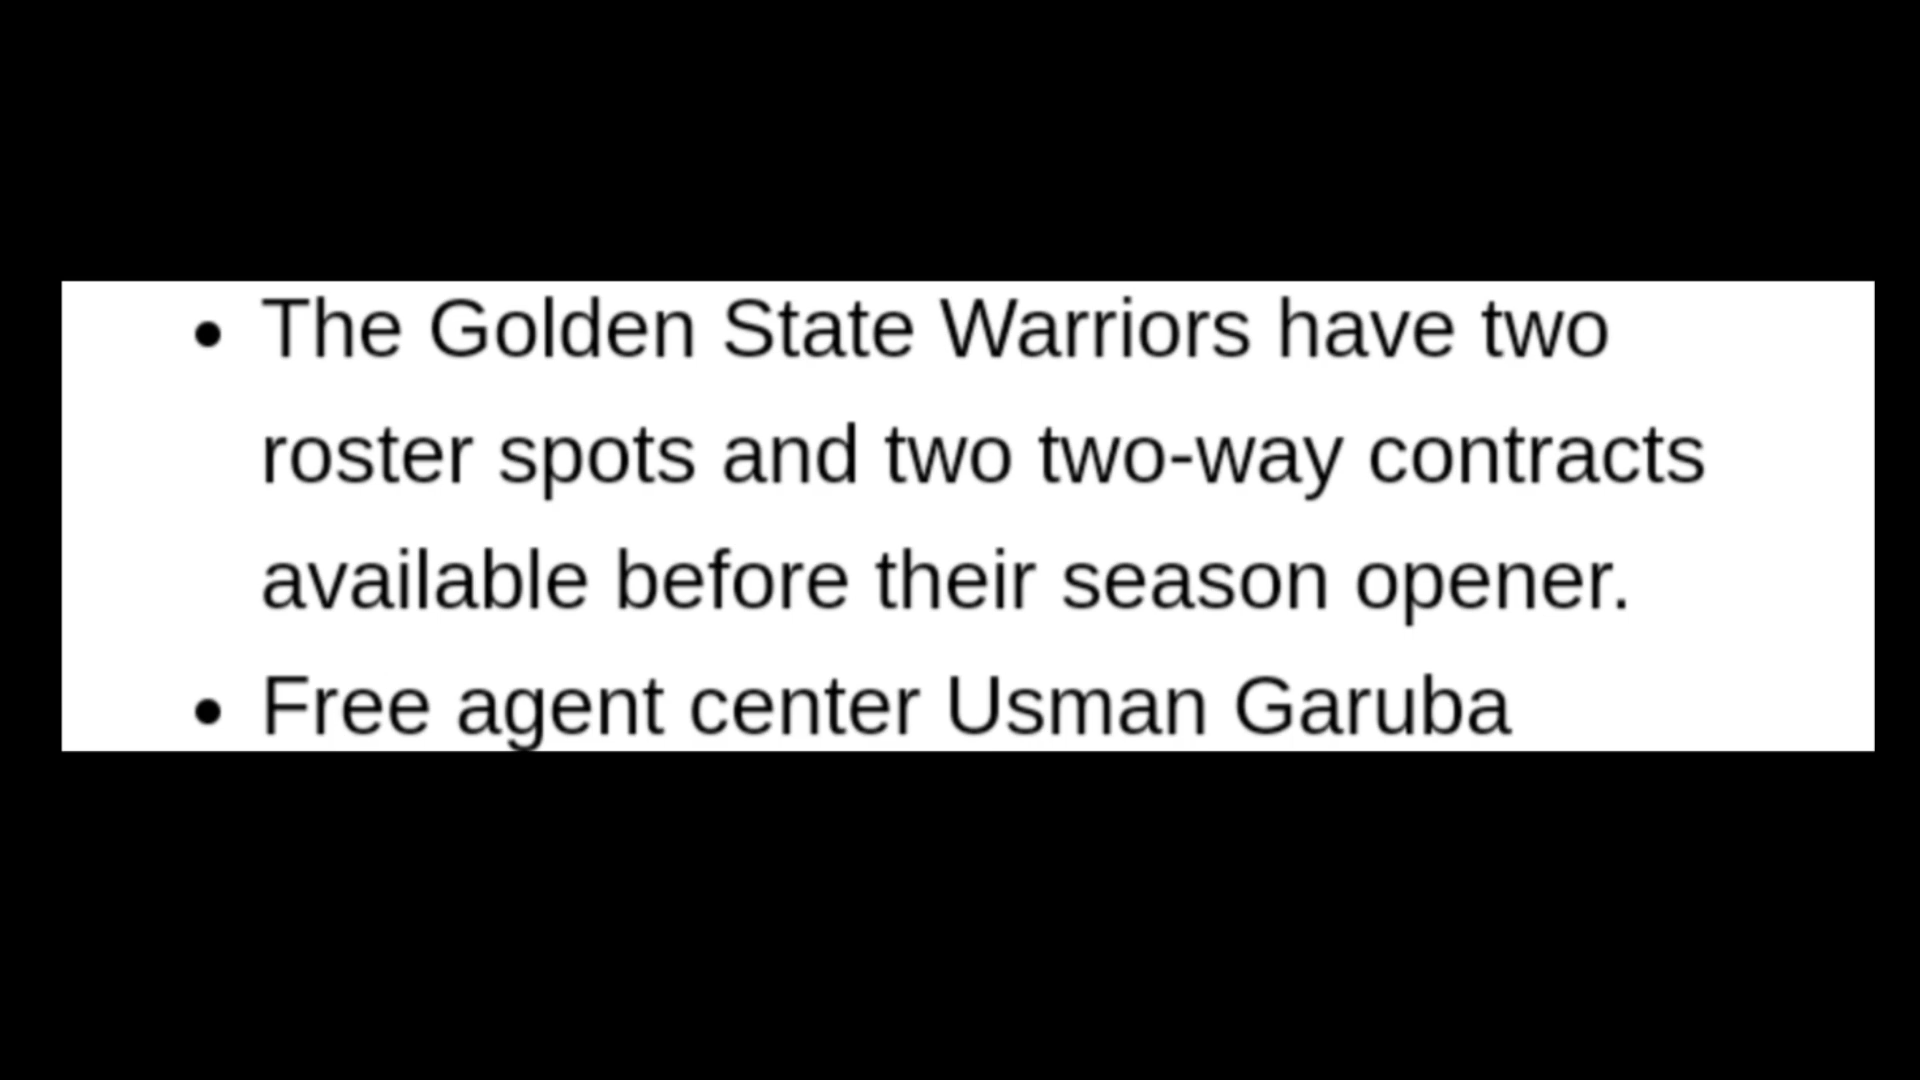 • The Golden State Warriors have two
roster spots and two two-way contracts
available before their season opener.
• Free agent center Usman Garuba